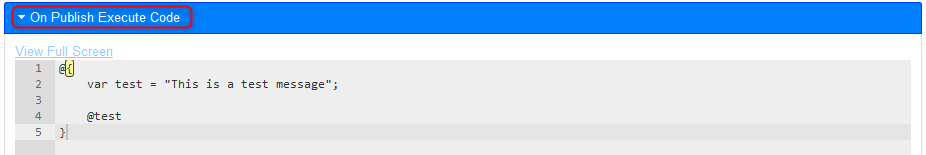 On Publish Execute Code
View Full Screen
1 @{
2 var test = "This is a test message";
3
4 @test
5 }